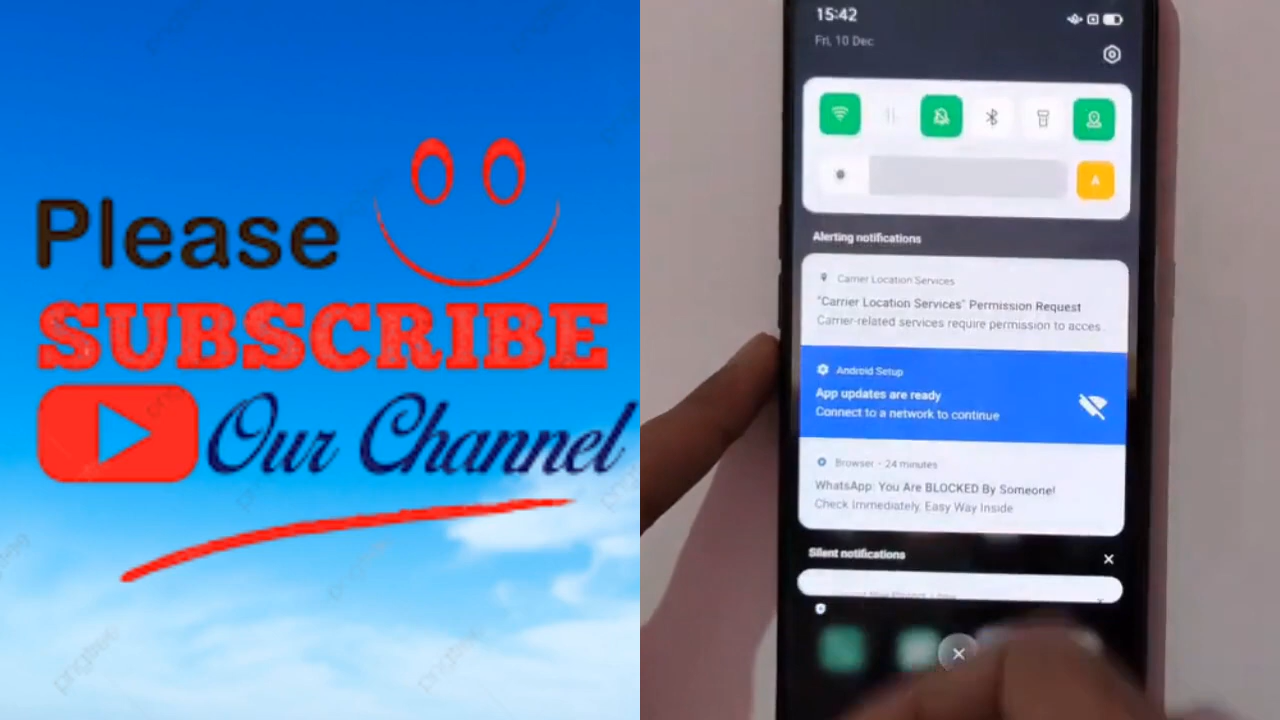 Please
SUBSCRIBE
Our Channel
15:42
Fri, 10 Dec
A
Alerting notifications
Carrier Location Services
"Carrier Location Services" Permission Request
Carrier-related services require permission to acces
Android Setup
App updates are ready
Connect to a network to continue
Browser • 24 minutes
WhatsApp: You Are BLOCKED By Someone!
Check Immediately, Easy Way Inside
Silent notifications